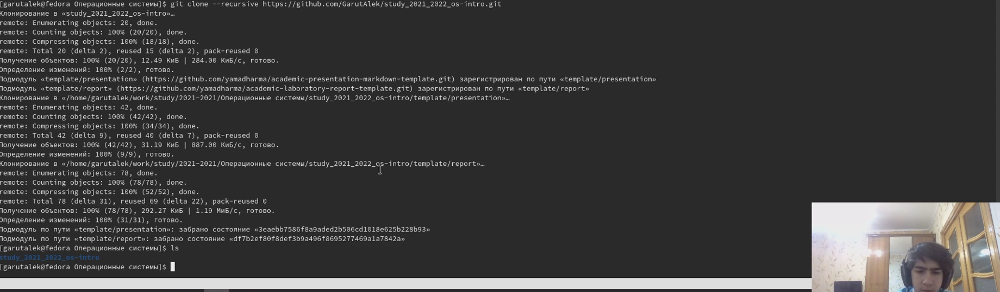 [garutalek@fedora Операционные системы]$ git clone --recursive https://github.com/GarutAlek/study_2021_2022_os-intro.git
Клонирование в «study_2021_2022_os-intro»…
remote: Enumerating objects: 20, done.
remote: Counting objects: 100% (20/20), done.
remote: Compressing objects: 100% (18/18), done.
remote: Total 20 (delta 2), reused 15 (delta 2), pack-reused 0
Получение объектов: 100% (20/20), 12.49 КиБ | 284.00 КиБ/с, готово.
Определение изменений: 100% (2/2), готово.
Подмодуль «template/presentation» (https://github.com/yamadharma/academic-presentation-markdown-template.git) зарегистрирован по пути «template/presentation»
Подмодуль «template/report» (https://github.com/yamadharma/academic-laboratory-report-template.git) зарегистрирован по пути «template/report»
Клонирование в «/home/garutalek/work/study/2021-2021/Операционные системы/study_2021_2022_os-intro/template/presentation»…
remote: Enumerating objects: 42, done.
remote: Counting objects: 100% (42/42), done.
remote: Compressing objects: 100% (34/34), done.
remote: Total 42 (delta 9), reused 40 (delta 7), pack-reused 0
Получение объектов: 100% (42/42), 31.19 КиБ | 887.00 КиБ/с, готово.
Определение изменений: 100% (9/9), готово.
Клонирование в «/home/garutalek/work/study/2021-2021/Операционные системы/study_2021_2022_os-intro/template/report»…
remote: Enumerating objects: 78, done.
remote: Counting objects: 100% (78/78), done.
remote: Compressing objects: 100% (52/52), done.
remote: Total 78 (delta 31), reused 69 (delta 22), pack-reused 0
Получение объектов: 100% (78/78), 292.27 КиБ | 1.19 МиБ/с, готово.
Определение изменений: 100% (31/31), готово.
Подмодуль по пути «template/presentation»: забрано состояние «3eaebb7586f8a9aded2b506cd1018e625b228b93»
Подмодуль по пути «template/report»: забрано состояние «df7b2ef80f8def3b9a496f8695277469a1a7842a»
[garutalek@fedora Операционные системы]$ ls
study_2021_2022_os-intro
[garutalek@fedora Операционные системы]$